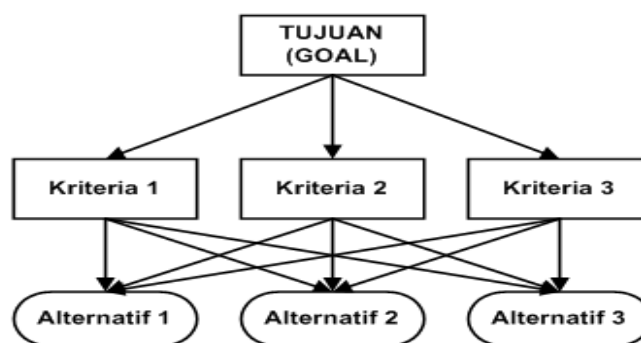 TUJUAN
(GOAL)
Kriteria 1
Kriteria 2
Kriteria 3
Alternatif 1
Alternatif 2
Alternatif 3